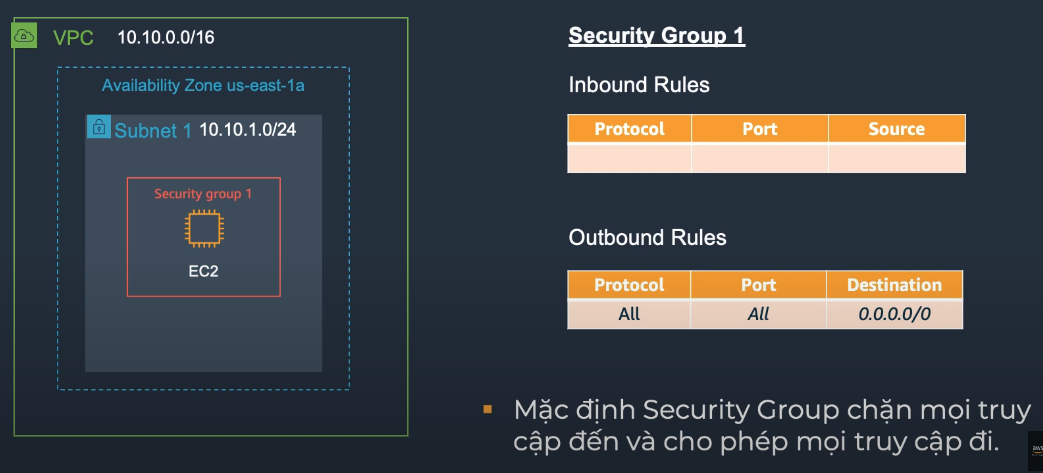 VPC 10.10.0.0/16
Availability Zone us-east-1a
Subnet 1 10.10.1.0/24
Security group 1
EC2
Security Group 1
Inbound Rules
Protocol Port Source
Outbound Rules
Protocol Port Destination
All All 0.0.0.0/0
Mặc định Security Group chặn mọi truy
cập đến và cho phép mọi truy cập đi.
aws